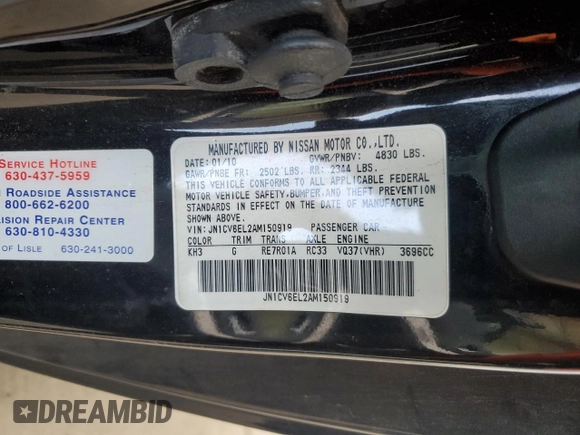 MANUFACTURED BY NISSAN MOTOR CO.,LTD.
DATE: 01/10 GVWR/PNBV: 4830 LBS.
GAWR/PNBE FR: 2502 LBS. RR: 2344 LBS.
THIS VEHICLE CONFORMS TO ALL APPLICABLE FEDERAL
MOTOR VEHICLE SAFETY, BUMPER, AND THEFT PREVENTION
STANDARDS IN EFFECT ON THE DATE OF MANUFACTURE
SHOWN ABOVE.
VIN: JN1CV6EL2AM150919 PASSENGER CAR
COLOR TRIM TRANS AXLE ENGINE
KH3 G RE7R01A RC33 VQ37(VHR) 3696CC
JN1CV6EL2AM150919
SERVICE HOTLINE
630-437-5959
ROADSIDE ASSISTANCE
800-662-6200
REPAIR CENTER
630-810-4330
OF LISLE 630-241-3000
DREAMBID